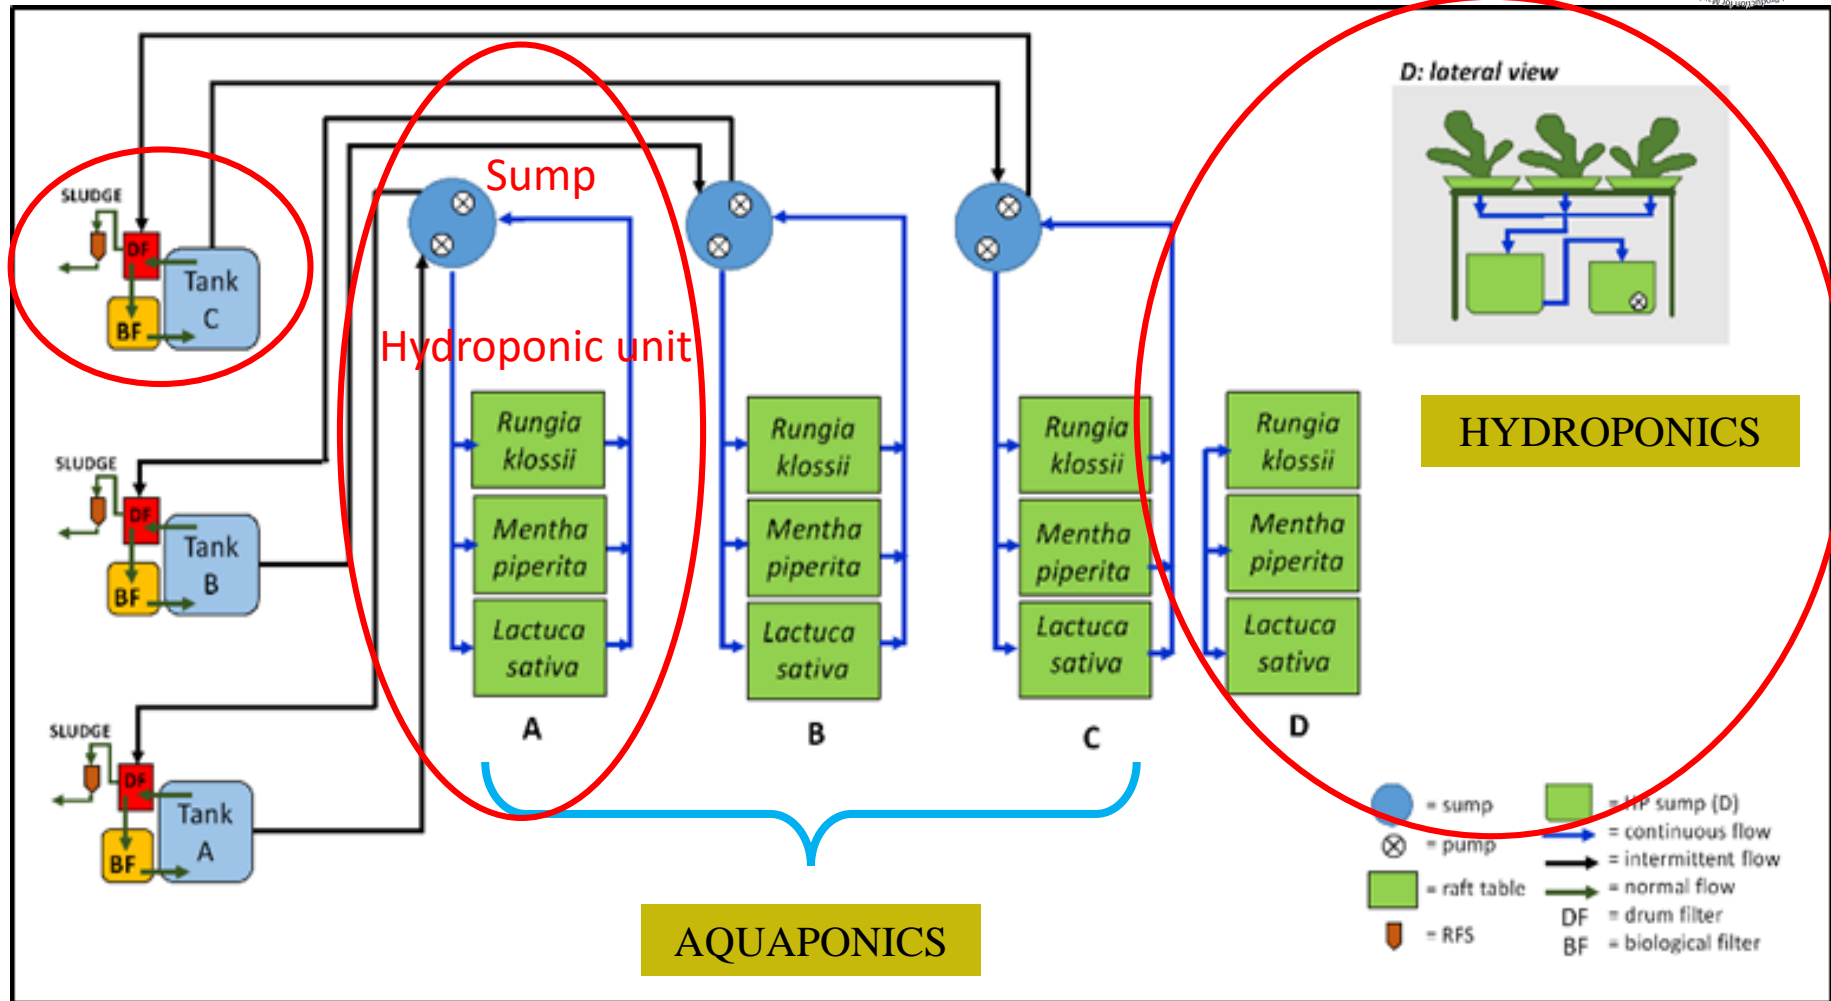 D: lateral view
SLUDGE
DF
Tank
C
BF
Sump
Hydroponic unit
HYDROPONICS
SLUDGE
DF
Tank
B
BF
Rungia
klossii
Mentha
piperita
Lactuca
sativa
A
Rungia
klossii
Mentha
piperita
Lactuca
sativa
B
Rungia
klossii
Mentha
piperita
Lactuca
sativa
C
Rungia
klossii
Mentha
piperita
Lactuca
sativa
D
SLUDGE
DF
Tank
A
BF
AQUAPONICS
= sump
= pump
= raft table
= RFS
= HP sump (D)
= continuous flow
= intermittent flow
= normal flow
DF = drum filter
BF = biological filter